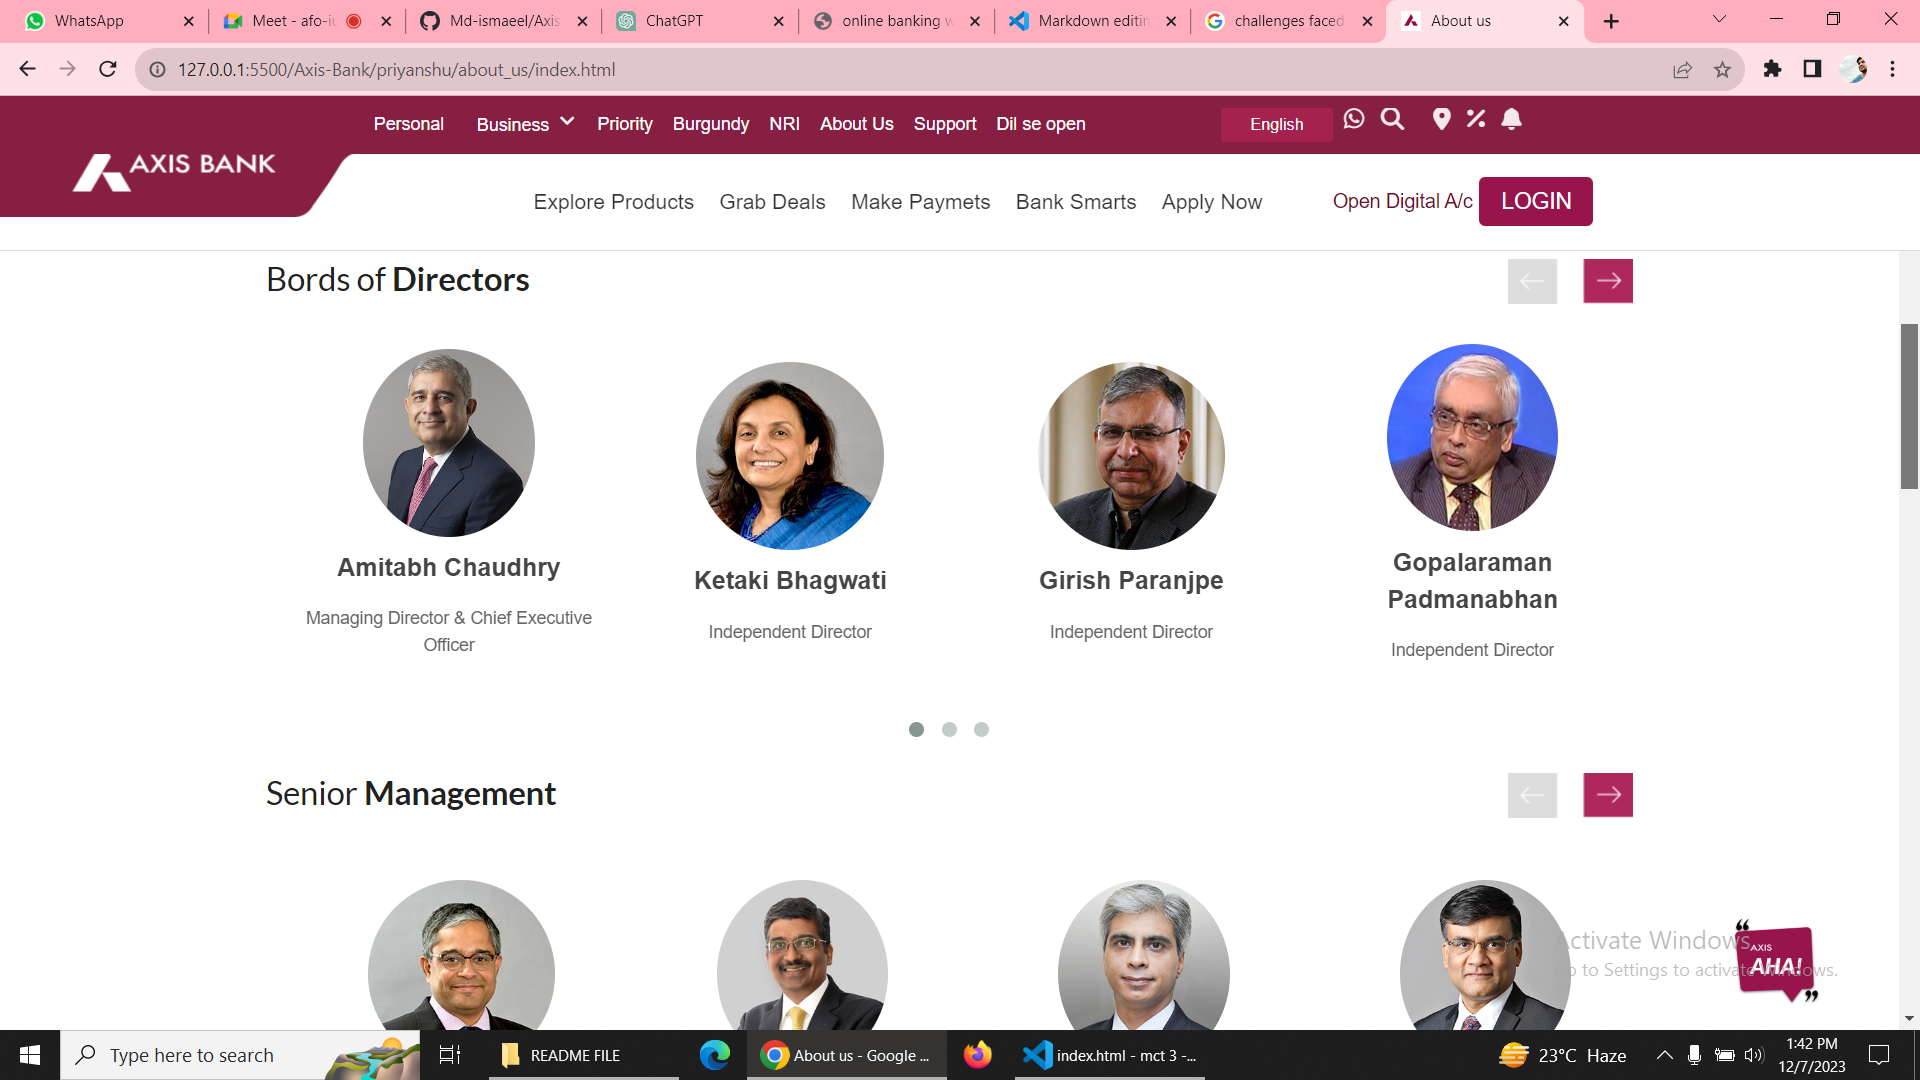 WhatsApp
Meet - afo-iu
Md-ismaeel/Axis
ChatGPT
online banking w
Markdown editin
challenges faced
About us
127.0.0.1:5500/Axis-Bank/priyanshu/about_us/index.html
Personal Business Priority Burgundy NRI About Us Support Dil se open English
AXIS BANK
Explore Products Grab Deals Make Paymets Bank Smarts Apply Now Open Digital A/c LOGIN
Bords of Directors
Amitabh Chaudhry
Managing Director & Chief Executive
Officer
Ketaki Bhagwati
Independent Director
Girish Paranjpe
Independent Director
Gopalaraman
Padmanabhan
Independent Director
Senior Management
Activate Windows
Go to Settings to activate Windows.
AXIS
AHA!
Type here to search
README FILE
About us - Google ...
index.html - mct 3 -...
23°C Haze
1:42 PM
12/7/2023